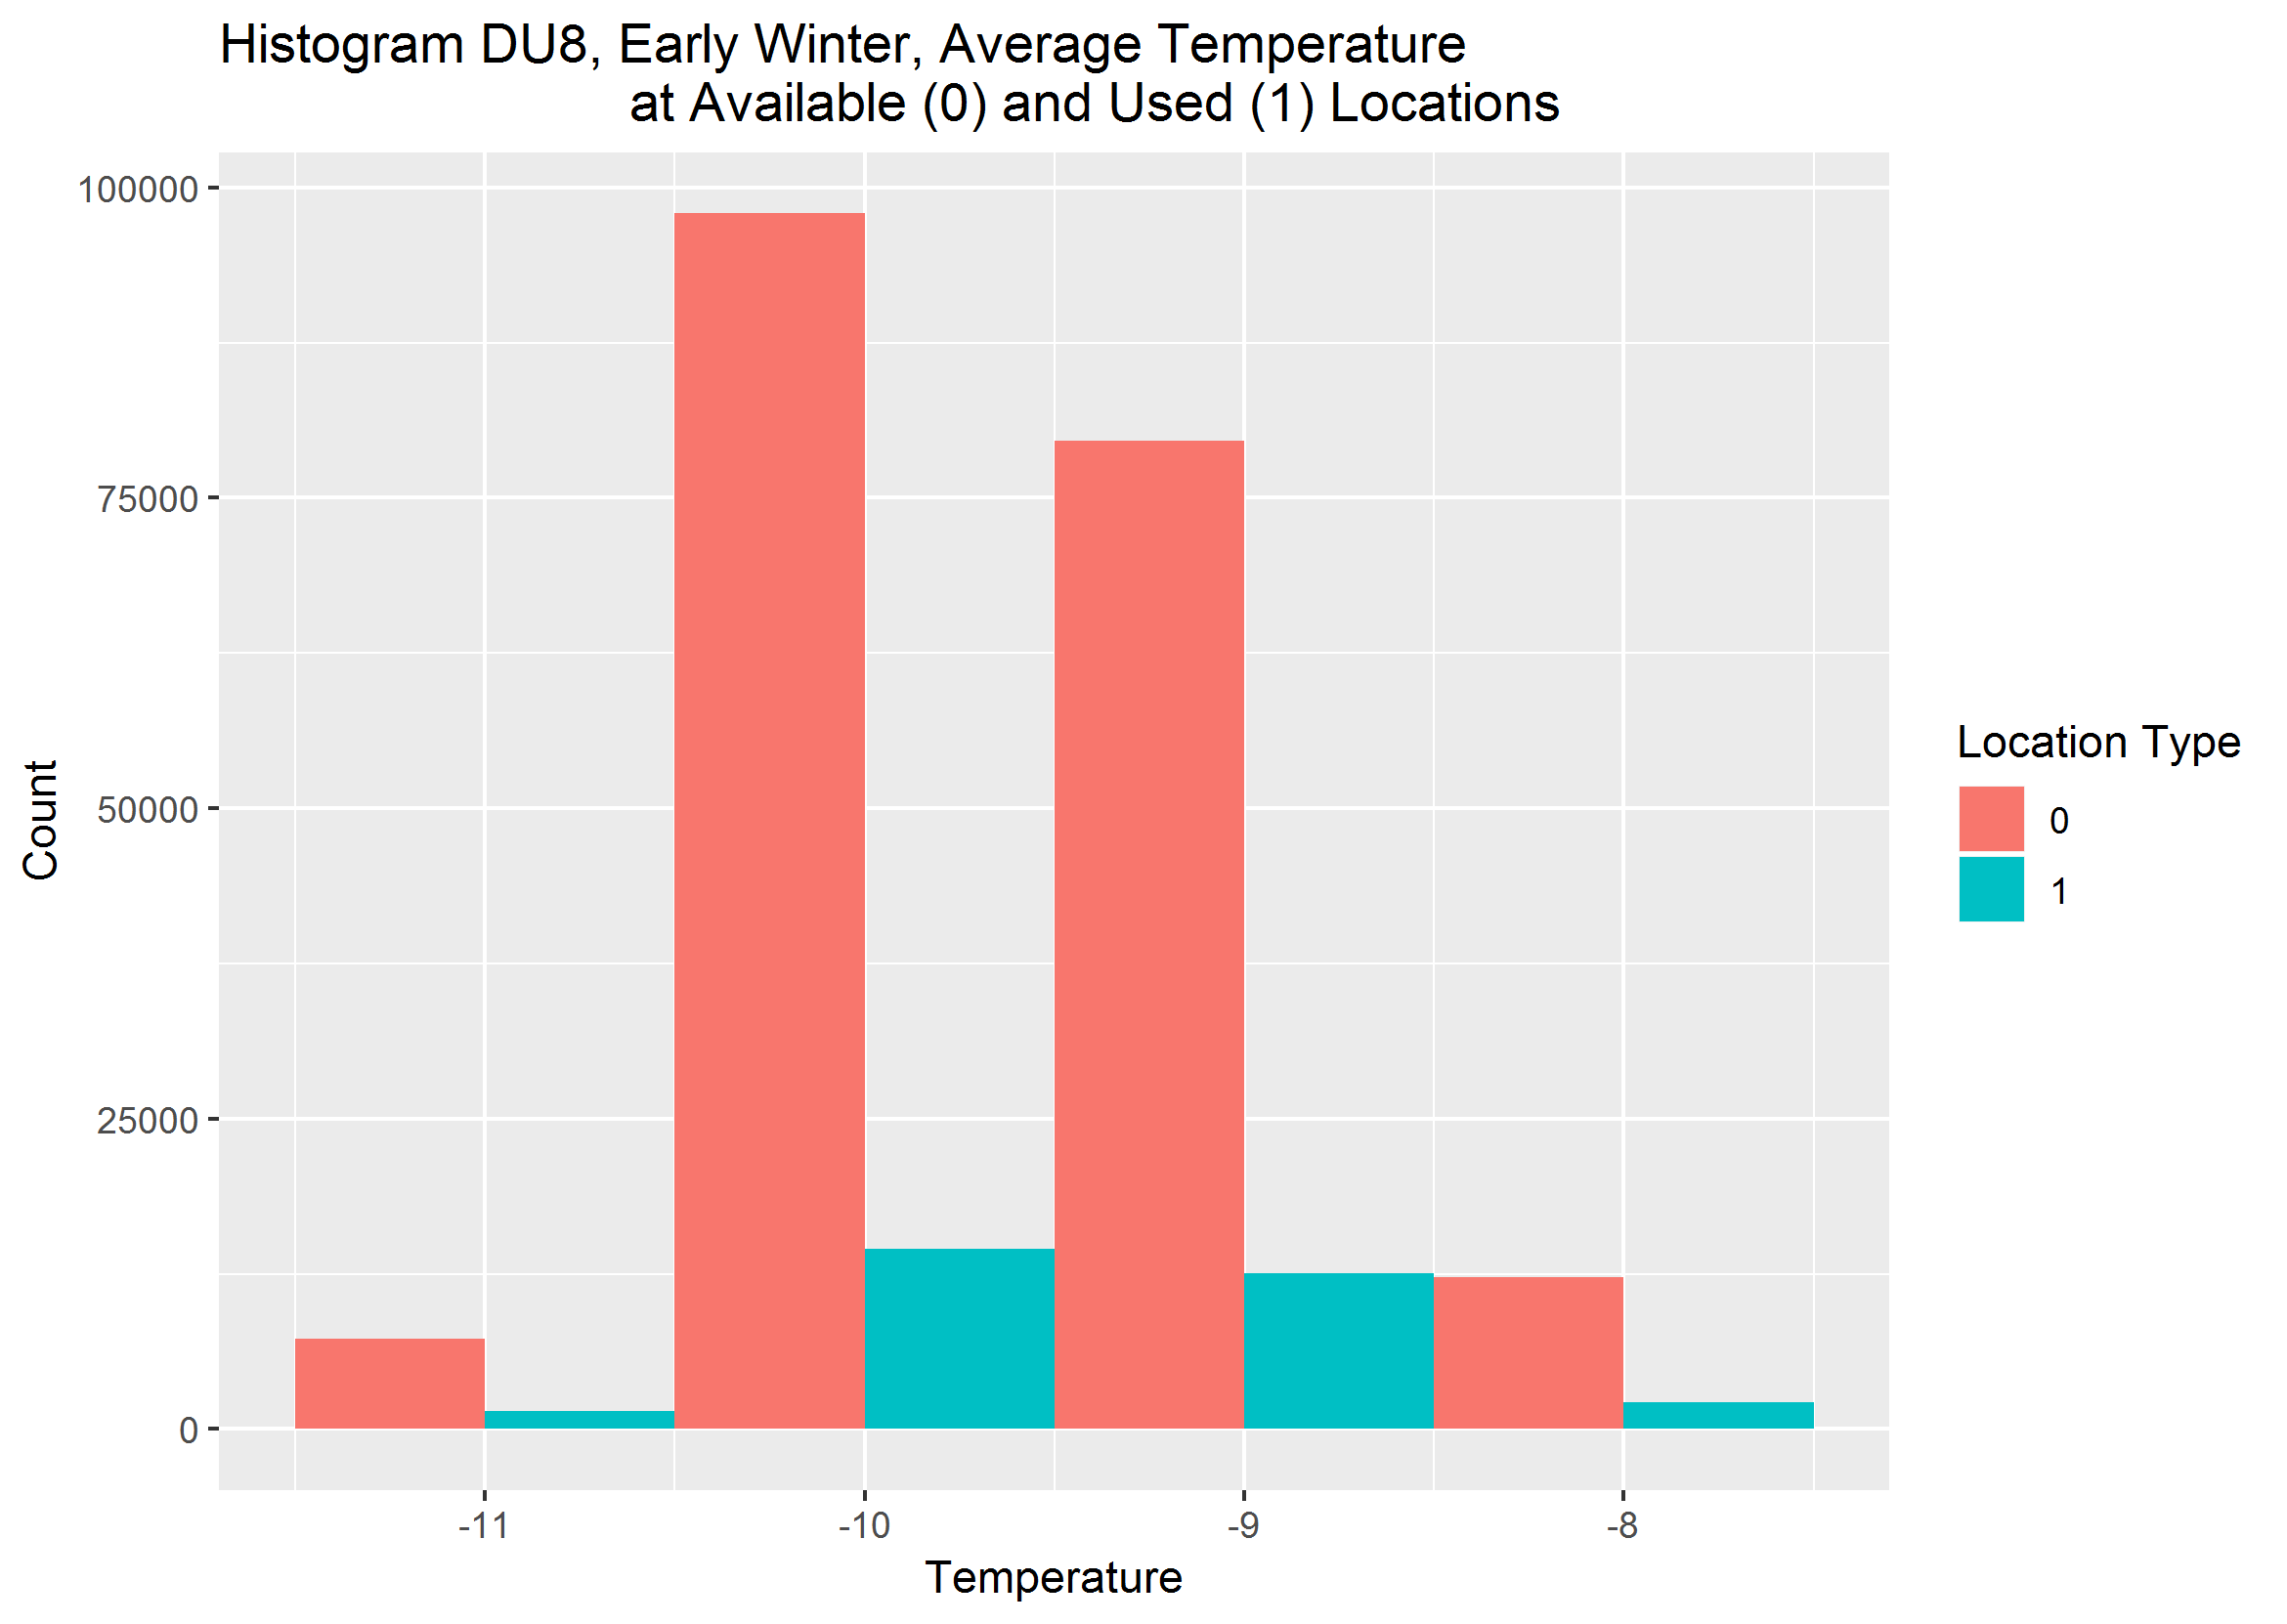 Histogram DU8, Early Winter, Average Temperature
at Available (0) and Used (1) Locations
100000
75000
50000
25000
0
Count
-11
-10
-9
-8
Temperature
Location Type
0
1